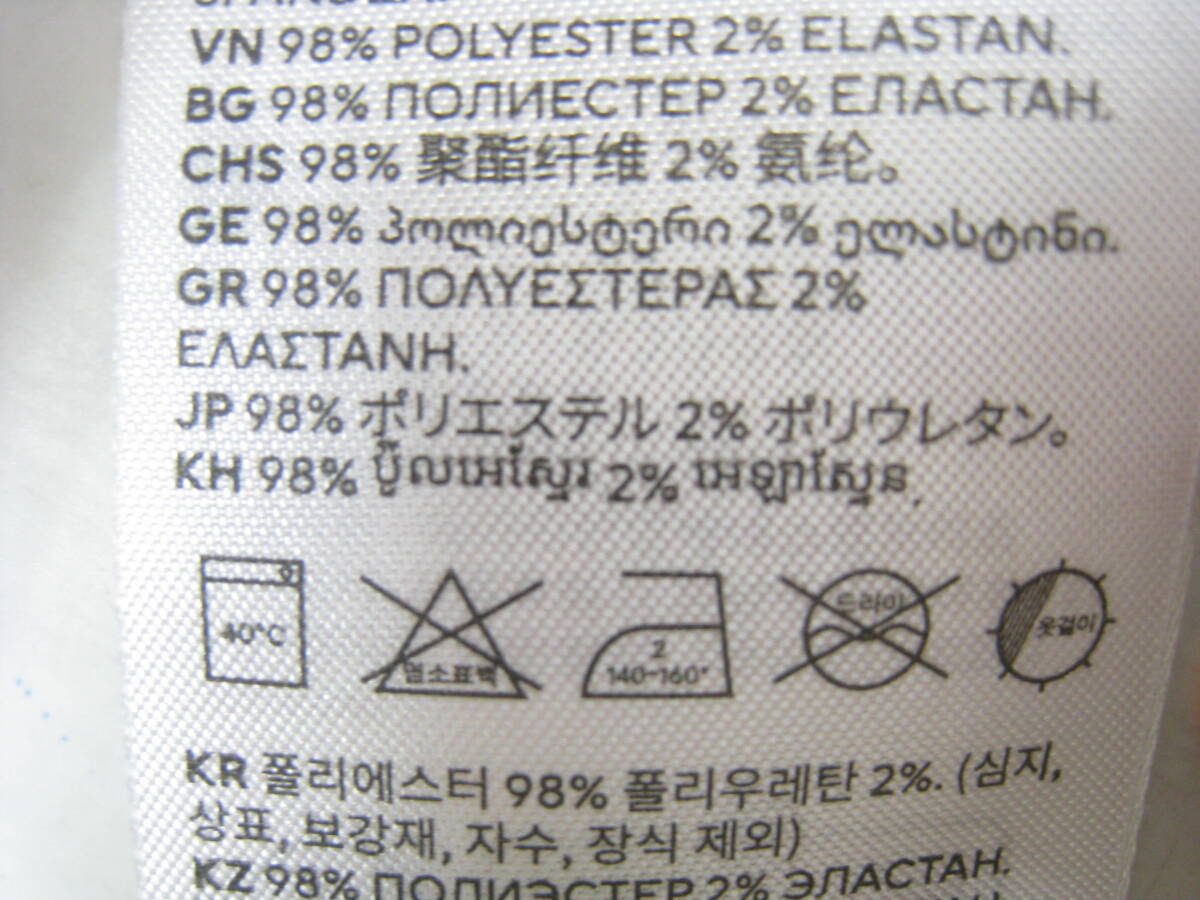 VN 98% POLYESTER 2% ELASTAN.
BG 98% ПОЛИЕСТЕР 2% ЕЛАСТАН.
CHS 98% 聚酯纤维 2% 氨纶。
GE 98% პოლიესტერი 2% ელასტინი.
GR 98% ΠΟΛΥΕΣΤΕΡΑΣ 2%
ΕΛΑΣΤΑΝΗ.
JP 98% ポリエステル 2% ポリウレタン。
KH 98% 2%
40°C 염소표백 2 140-160° 드라이 옷걸이
KR 폴리에스터 98% 폴리우레탄 2%. (심지,
상표, 보강재, 자수, 장식 제외)
KZ 98% ПОЛИЭСТЕР 2% ЭЛАСТАН.